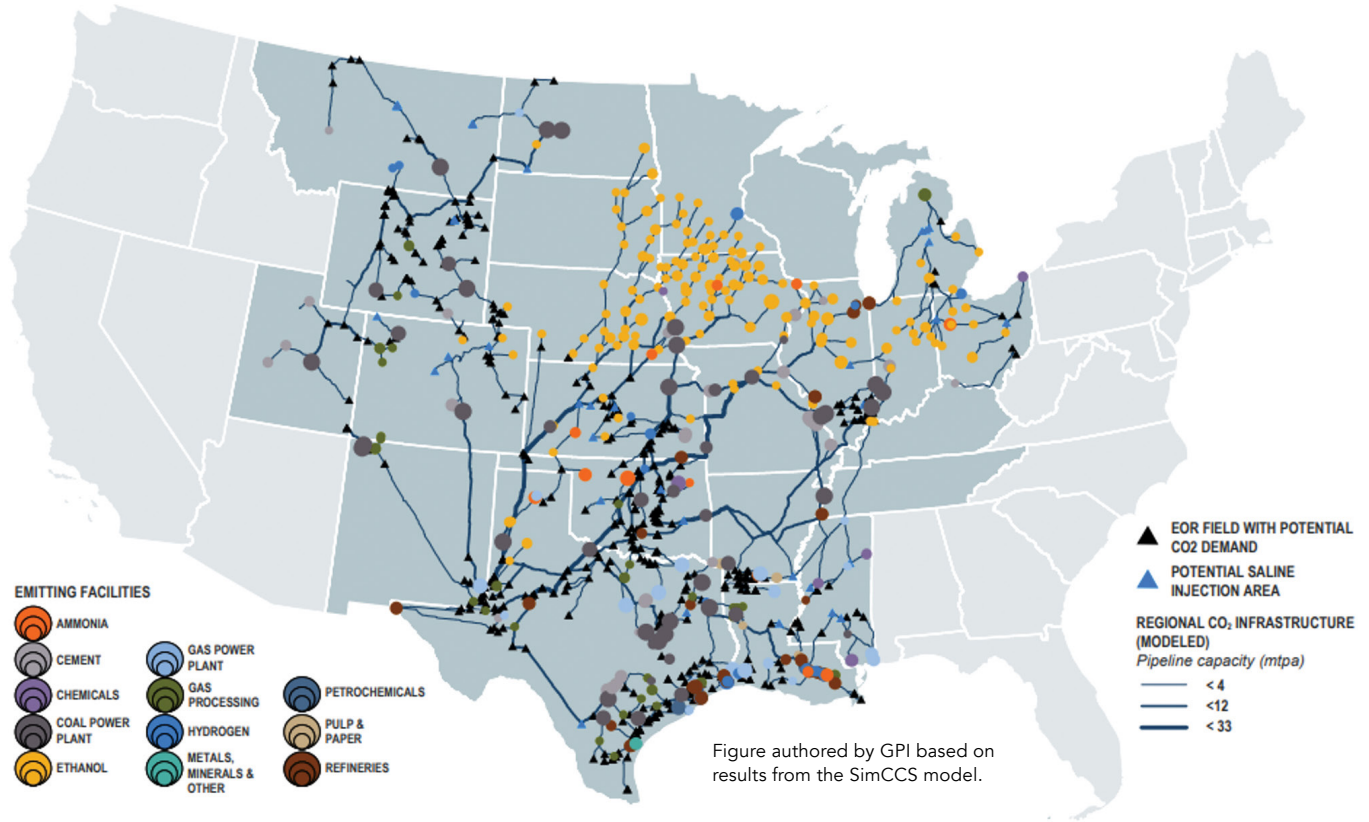 EMITTING FACILITIES
AMMONIA
CEMENT
CHEMICALS
COAL POWER
PLANT
ETHANOL
GAS POWER
PLANT
GAS
PROCESSING
HYDROGEN
METALS,
MINERALS &
OTHER
PETROCHEMICALS
PULP &
PAPER
REFINERIES
Figure authored by GPI based on
results from the SimCCS model.
EOR FIELD WITH POTENTIAL
CO2 DEMAND
POTENTIAL SALINE
INJECTION AREA
REGIONAL CO₂ INFRASTRUCTURE
(MODELED)
Pipeline capacity (mtpa)
< 4
<12
< 33